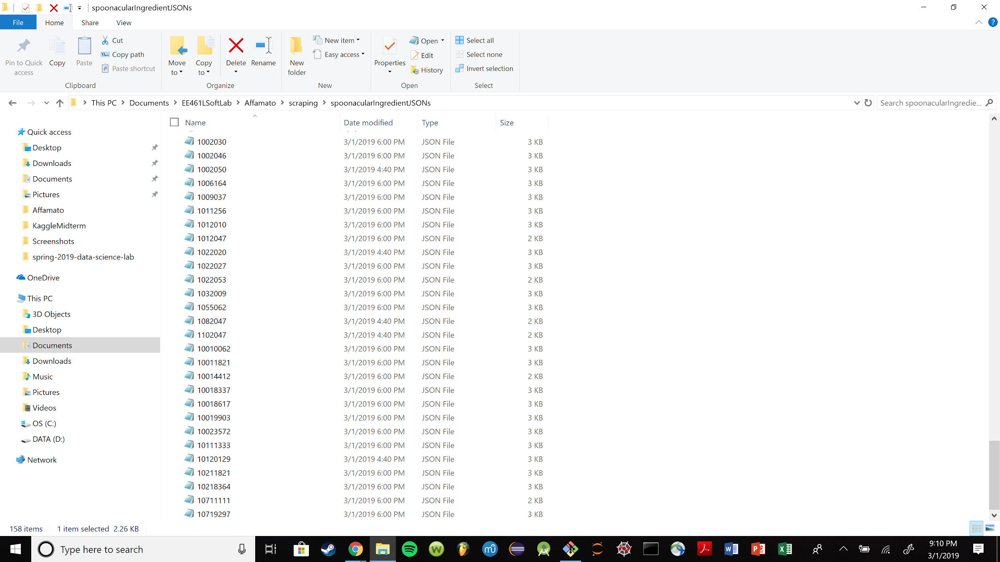 spoonacularIngredientJSONs
File Home Share View
Pin to Quick access
Copy
Paste
Cut
Copy path
Paste shortcut
Clipboard
Move to
Copy to
Delete
Rename
Organize
New folder
New item
Easy access
New
Properties
Open
Edit
History
Open
Select all
Select none
Invert selection
Select
This PC > Documents > EE461LSoftLab > Affamato > scraping > spoonacularIngredientJSONs
Search spoonacularIngredie...
Quick access
Desktop
Downloads
Documents
Pictures
Affamato
KaggleMidterm
Screenshots
spring-2019-data-science-lab
OneDrive
This PC
3D Objects
Desktop
Documents
Downloads
Music
Pictures
Videos
OS (C:)
DATA (D:)
Network
Name Date modified Type Size
1002030 3/1/2019 6:00 PM JSON File 3 KB
1002046 3/1/2019 6:00 PM JSON File 3 KB
1002050 3/1/2019 4:40 PM JSON File 3 KB
1006164 3/1/2019 6:00 PM JSON File 3 KB
1009037 3/1/2019 6:00 PM JSON File 3 KB
1011256 3/1/2019 6:00 PM JSON File 3 KB
1012010 3/1/2019 6:00 PM JSON File 3 KB
1012047 3/1/2019 6:00 PM JSON File 2 KB
1022020 3/1/2019 4:40 PM JSON File 3 KB
1022027 3/1/2019 6:00 PM JSON File 3 KB
1022053 3/1/2019 6:00 PM JSON File 2 KB
1032009 3/1/2019 6:00 PM JSON File 3 KB
1055062 3/1/2019 6:00 PM JSON File 3 KB
1082047 3/1/2019 4:40 PM JSON File 2 KB
1102047 3/1/2019 4:40 PM JSON File 2 KB
10010062 3/1/2019 6:00 PM JSON File 3 KB
10011821 3/1/2019 6:00 PM JSON File 3 KB
10014412 3/1/2019 6:00 PM JSON File 2 KB
10018337 3/1/2019 6:00 PM JSON File 3 KB
10018617 3/1/2019 6:00 PM JSON File 3 KB
10019903 3/1/2019 6:00 PM JSON File 3 KB
10023572 3/1/2019 6:00 PM JSON File 3 KB
10111333 3/1/2019 6:00 PM JSON File 3 KB
10120129 3/1/2019 4:40 PM JSON File 3 KB
10211821 3/1/2019 6:00 PM JSON File 3 KB
10218364 3/1/2019 6:00 PM JSON File 3 KB
10711111 3/1/2019 6:00 PM JSON File 2 KB
10719297 3/1/2019 6:00 PM JSON File 3 KB
158 items 1 item selected 2.26 KB
Type here to search
9:10 PM
3/1/2019